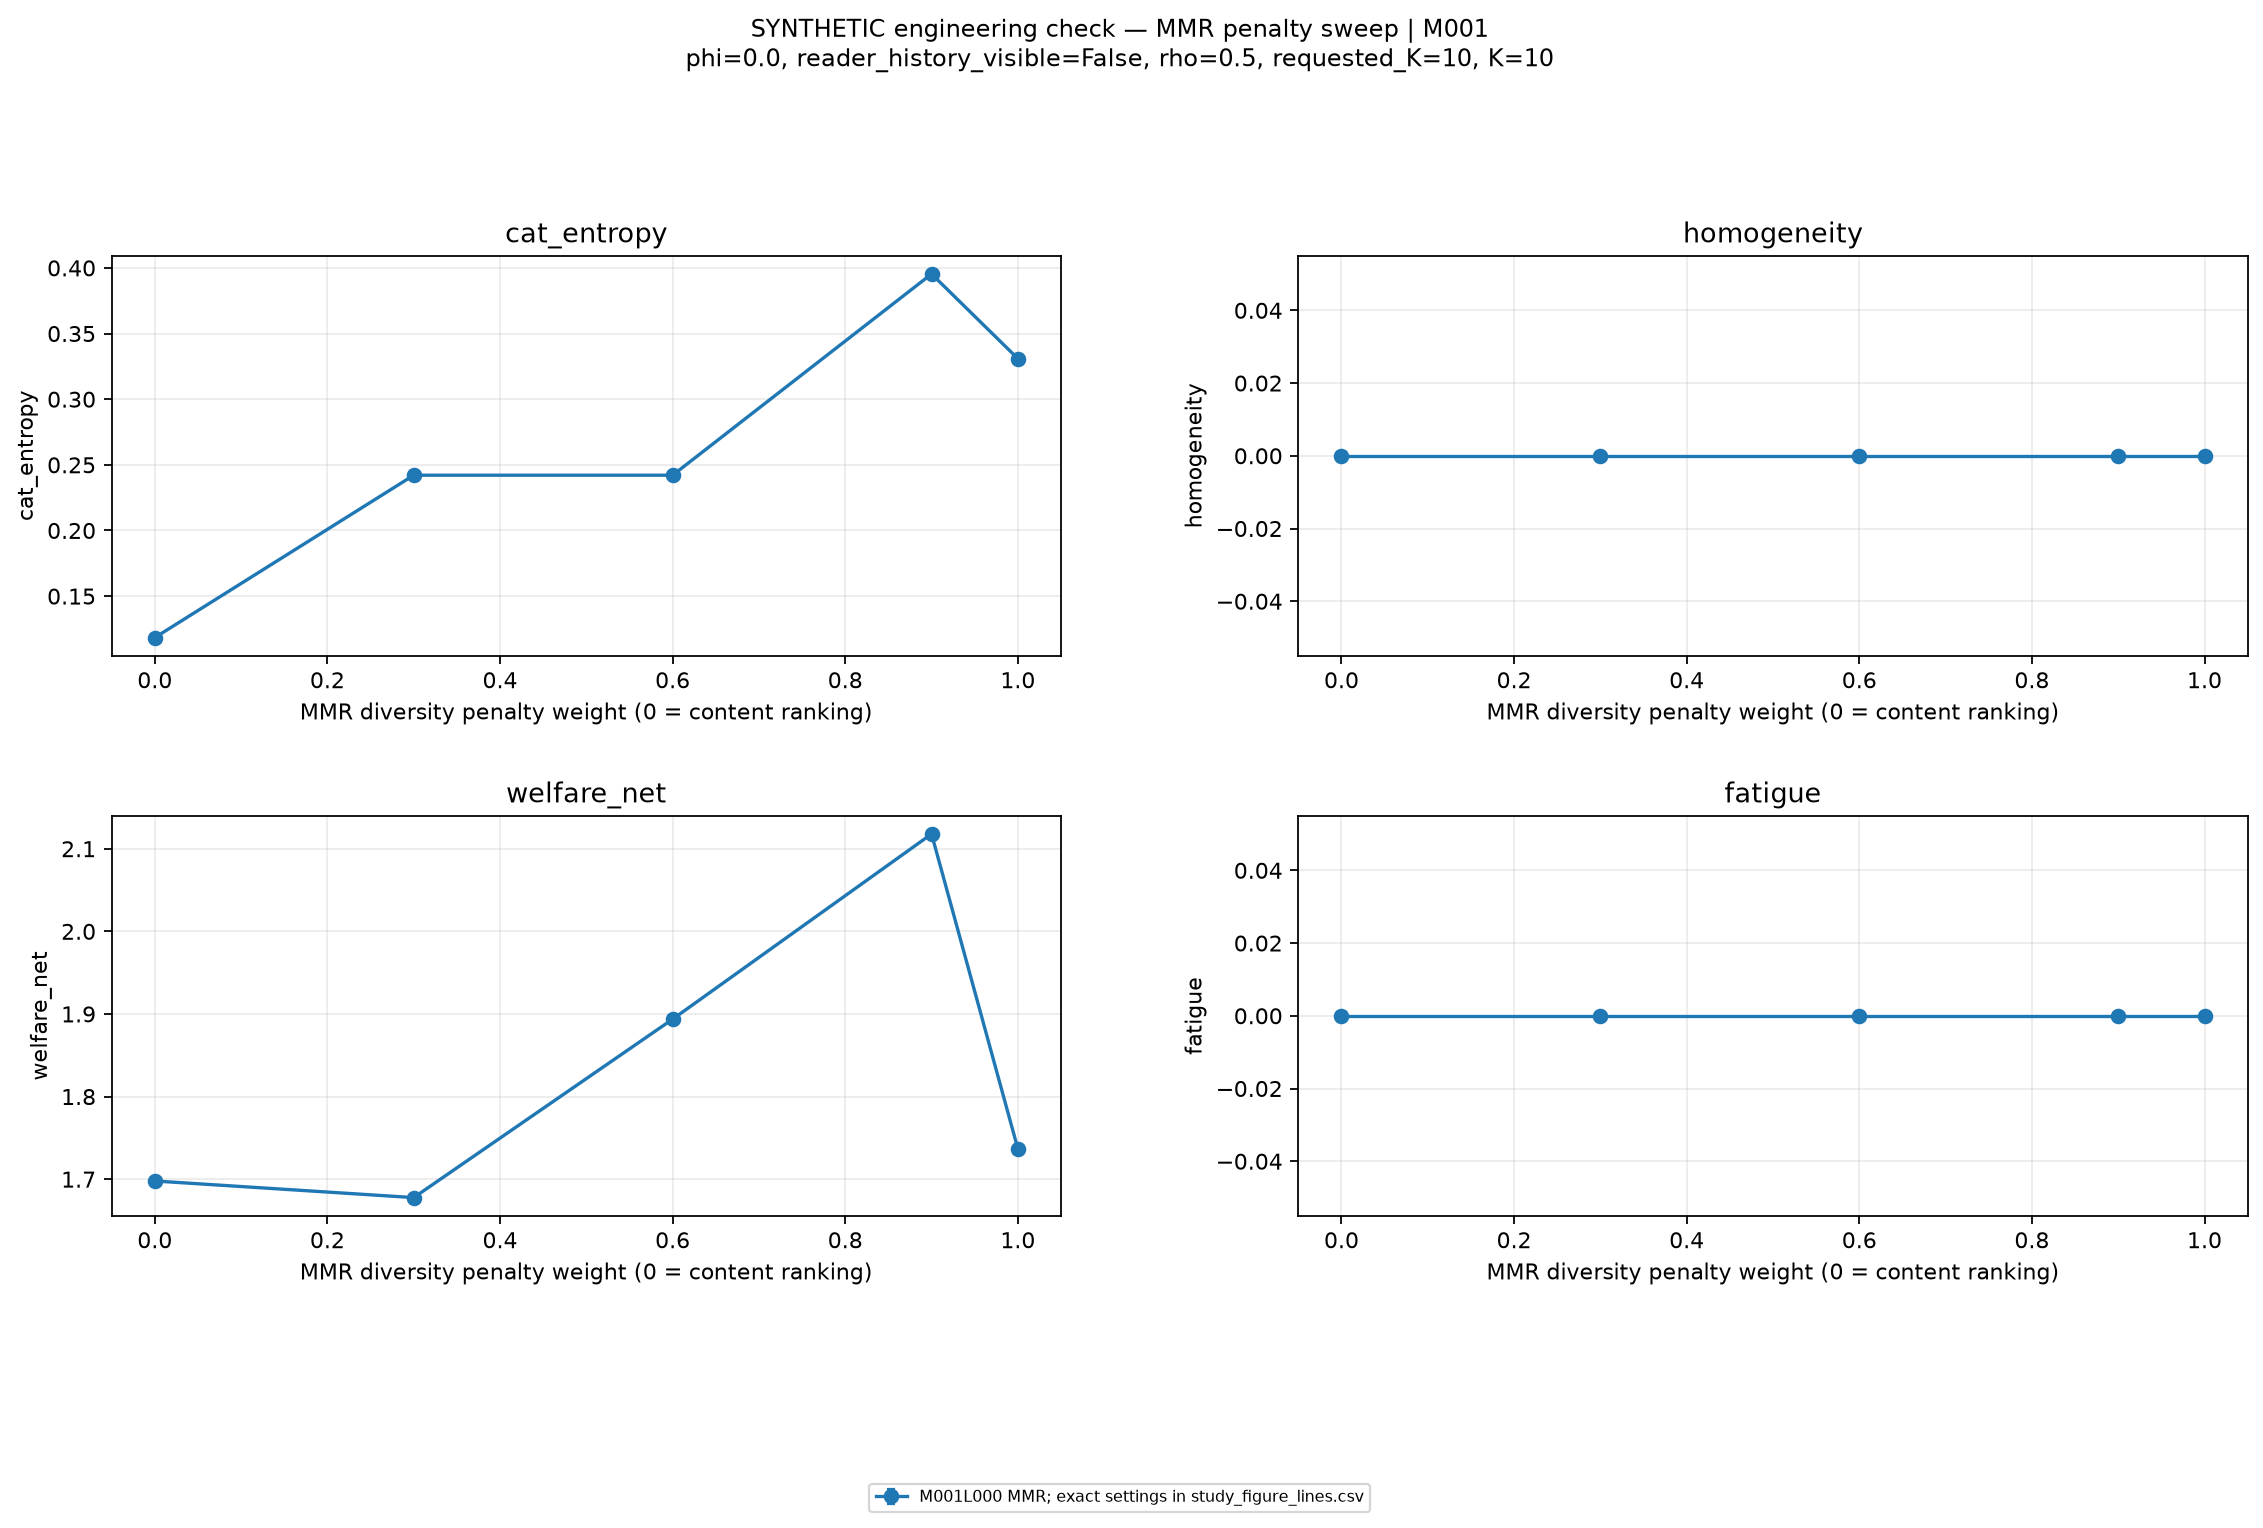 SYNTHETIC engineering check — MMR penalty sweep | M001
phi=0.0, reader_history_visible=False, rho=0.5, requested_K=10, K=10
cat_entropy
cat_entropy
0.40
0.35
0.30
0.25
0.20
0.15
0.0 0.2 0.4 0.6 0.8 1.0
MMR diversity penalty weight (0 = content ranking)
homogeneity
homogeneity
0.04
0.02
0.00
−0.02
−0.04
0.0 0.2 0.4 0.6 0.8 1.0
MMR diversity penalty weight (0 = content ranking)
welfare_net
welfare_net
2.1
2.0
1.9
1.8
1.7
0.0 0.2 0.4 0.6 0.8 1.0
MMR diversity penalty weight (0 = content ranking)
fatigue
fatigue
0.04
0.02
0.00
−0.02
−0.04
0.0 0.2 0.4 0.6 0.8 1.0
MMR diversity penalty weight (0 = content ranking)
M001L000 MMR; exact settings in study_figure_lines.csv